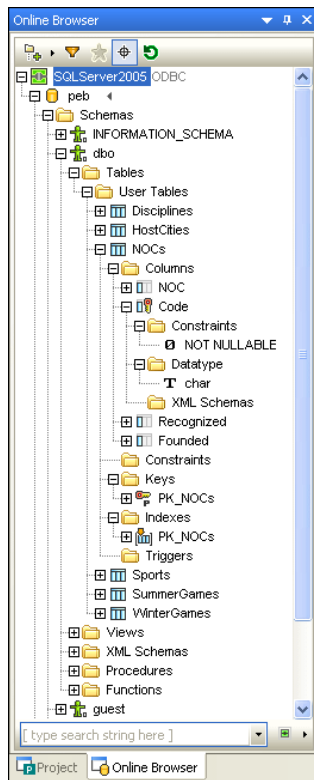 Online Browser
SQLServer2005 ODBC
peb
Schemas
INFORMATION_SCHEMA
dbo
Tables
User Tables
Disciplines
HostCities
NOCs
Columns
NOC
Code
Constraints
NOT NULLABLE
Datatype
T char
XML Schemas
Recognized
Founded
Constraints
Keys
PK_NOCs
Indexes
PK_NOCs
Triggers
Sports
SummerGames
WinterGames
Views
XML Schemas
Procedures
Functions
guest
[ type search string here ]
Project Online Browser